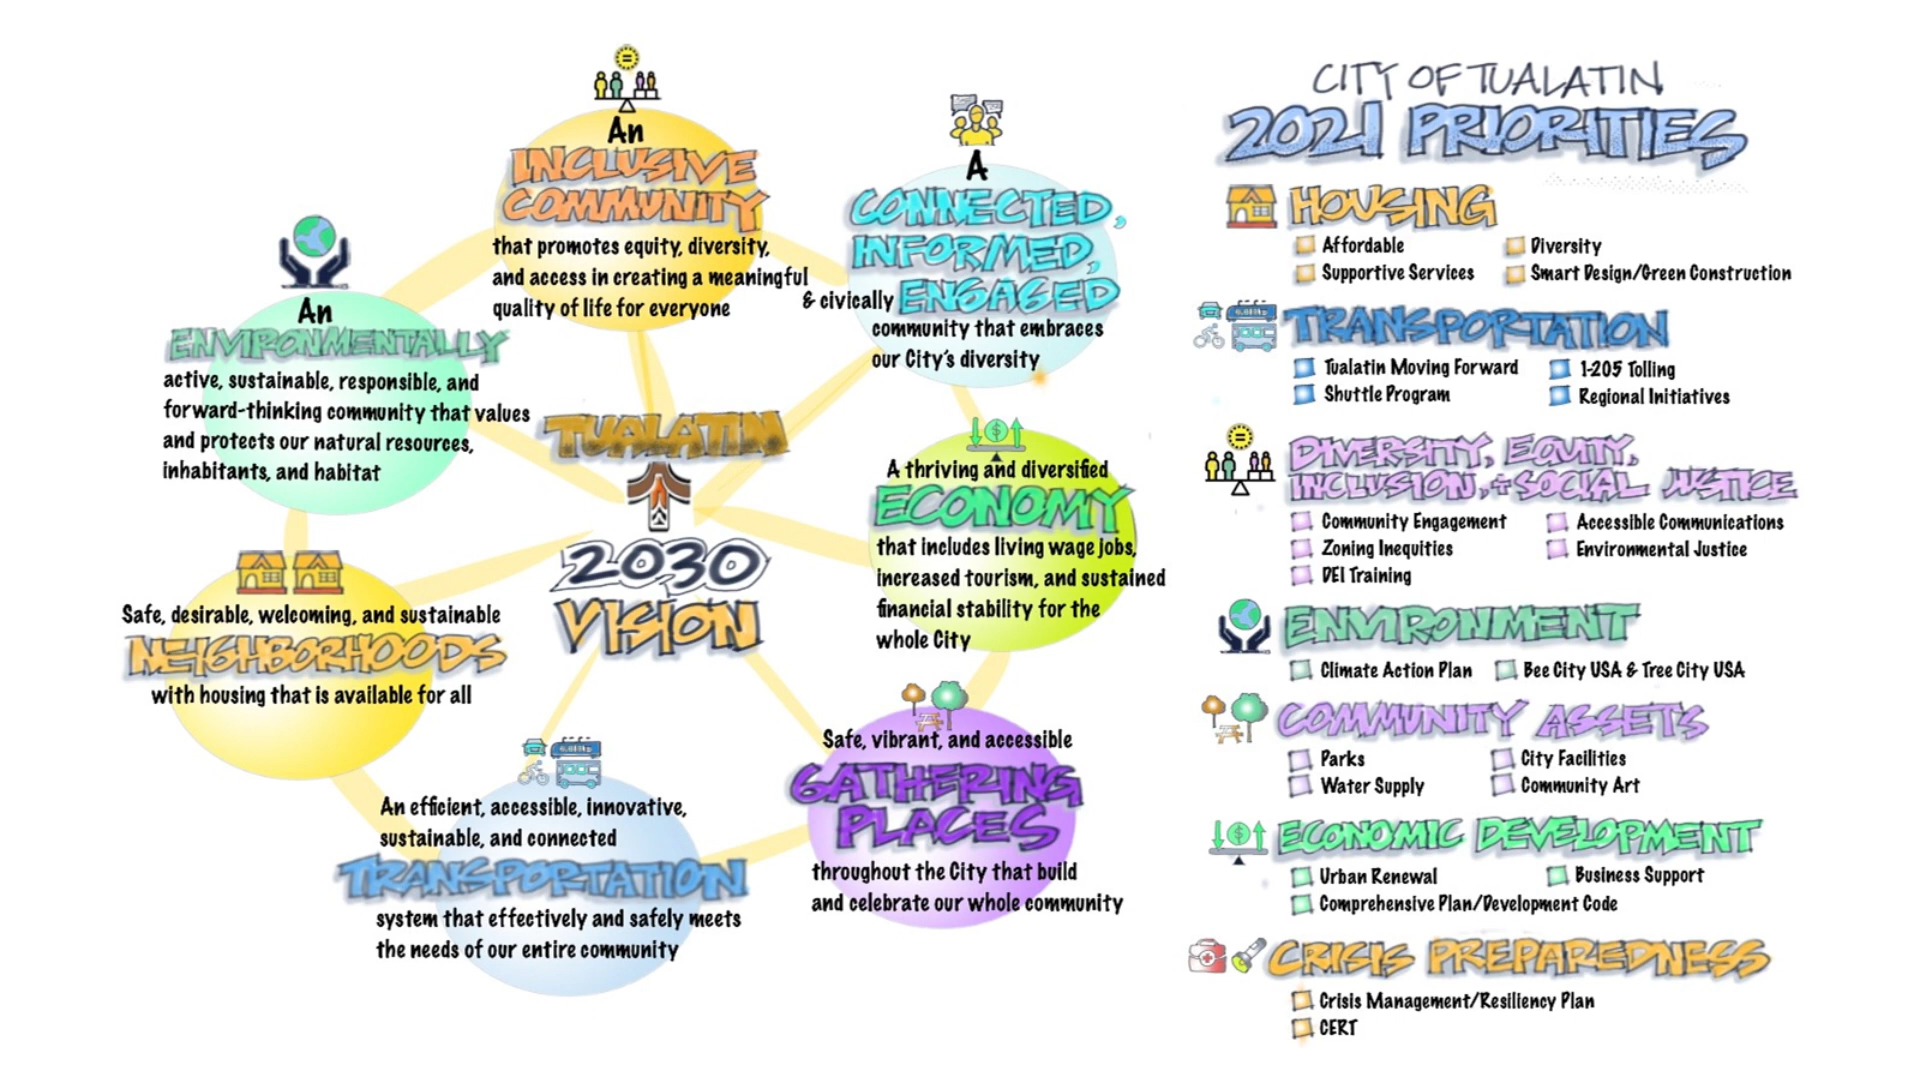 An
INCLUSIVE
COMMUNITY
that promotes equity, diversity,
and access in creating a meaningful
quality of life for everyone
A
CONNECTED,
INFORMED,
& civically ENGAGED
community that embraces
our City's diversity
An
ENVIRONMENTALLY
active, sustainable, responsible, and
forward-thinking community that values
and protects our natural resources,
inhabitants, and habitat
TUALATIN
2030
VISION
A thriving and diversified
ECONOMY
that includes living wage jobs,
increased tourism, and sustained
financial stability for the
whole City
Safe, desirable, welcoming, and sustainable
NEIGHBORHOODS
with housing that is available for all
An efficient, accessible, innovative,
sustainable, and connected
TRANSPORTATION
system that effectively and safely meets
the needs of our entire community
Safe, vibrant, and accessible
GATHERING
PLACES
throughout the City that build
and celebrate our whole community
CITY OF TUALATIN
2021 PRIORITIES
HOUSING
Affordable
Diversity
Supportive Services
Smart Design/Green Construction
TRANSPORTATION
Tualatin Moving Forward
1-205 Tolling
Shuttle Program
Regional Initiatives
DIVERSITY, EQUITY,
INCLUSION, + SOCIAL JUSTICE
Community Engagement
Accessible Communications
Zoning Inequities
Environmental Justice
DEI Training
ENVIRONMENT
Climate Action Plan
Bee City USA & Tree City USA
COMMUNITY ASSETS
Parks
City Facilities
Water Supply
Community Art
ECONOMIC DEVELOPMENT
Urban Renewal
Business Support
Comprehensive Plan/Development Code
CRISIS PREPAREDNESS
Crisis Management/Resiliency Plan
CERT